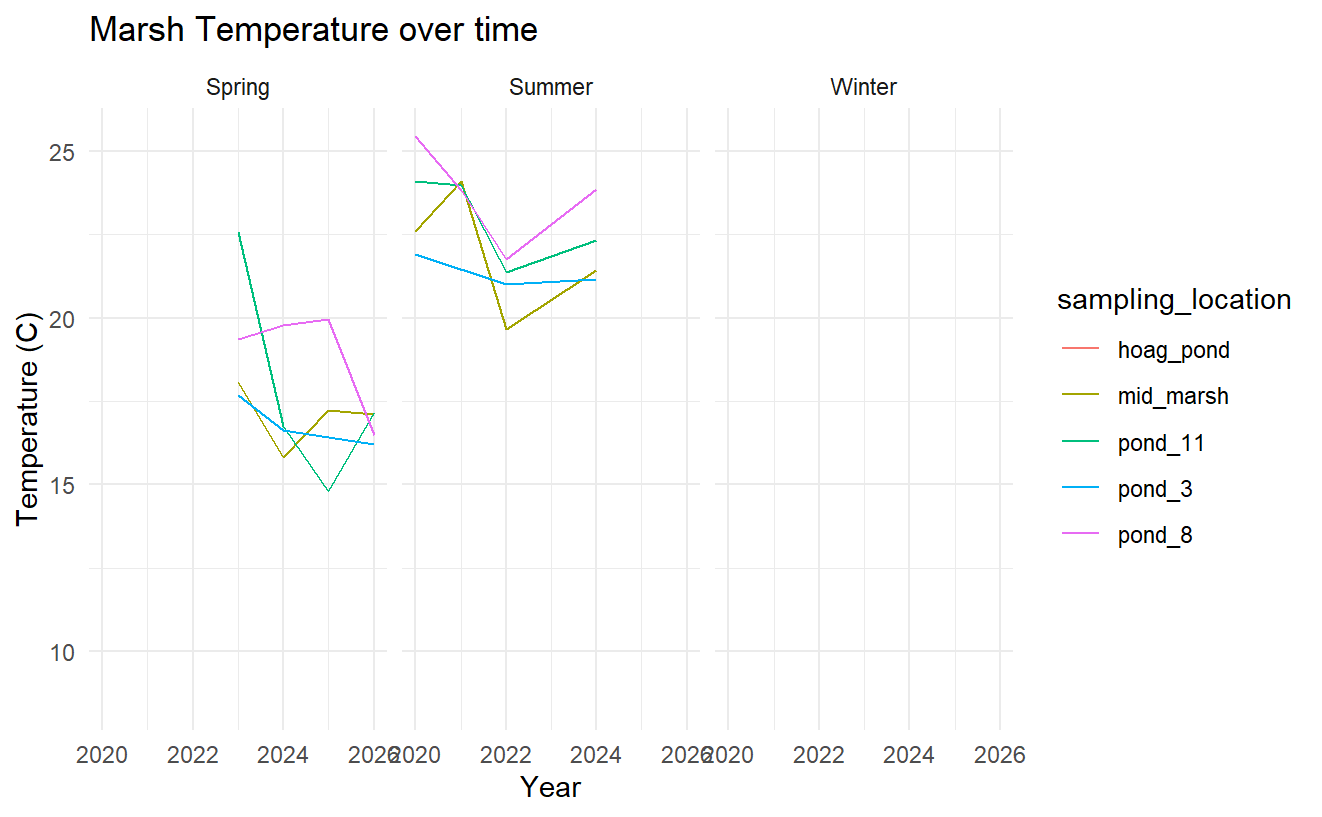 Marsh Temperature over time
Spring Summer Winter
25
20
15
10
Temperature (C)
2020 2022 2024 2026 2020 2022 2024 2026 2020 2022 2024 2026
Year
sampling_location
hoag_pond
mid_marsh
pond_11
pond_3
pond_8